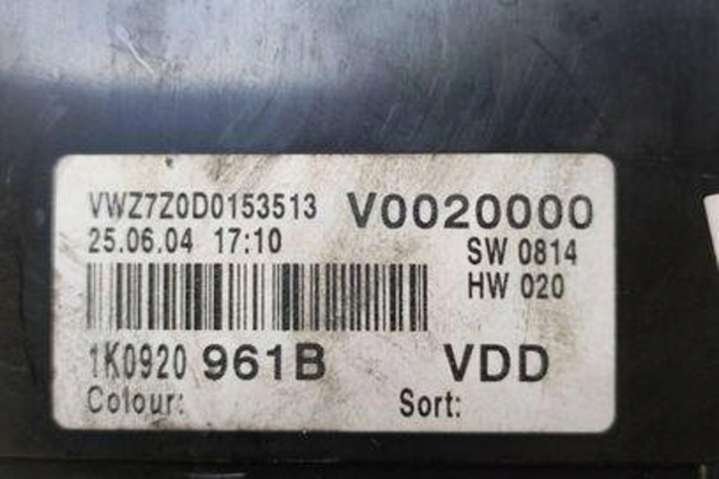 VWZ7Z0D0153513 V0020000
25.06.04 17:10 SW 0814
HW 020
1K0920 961B VDD
Colour: Sort: